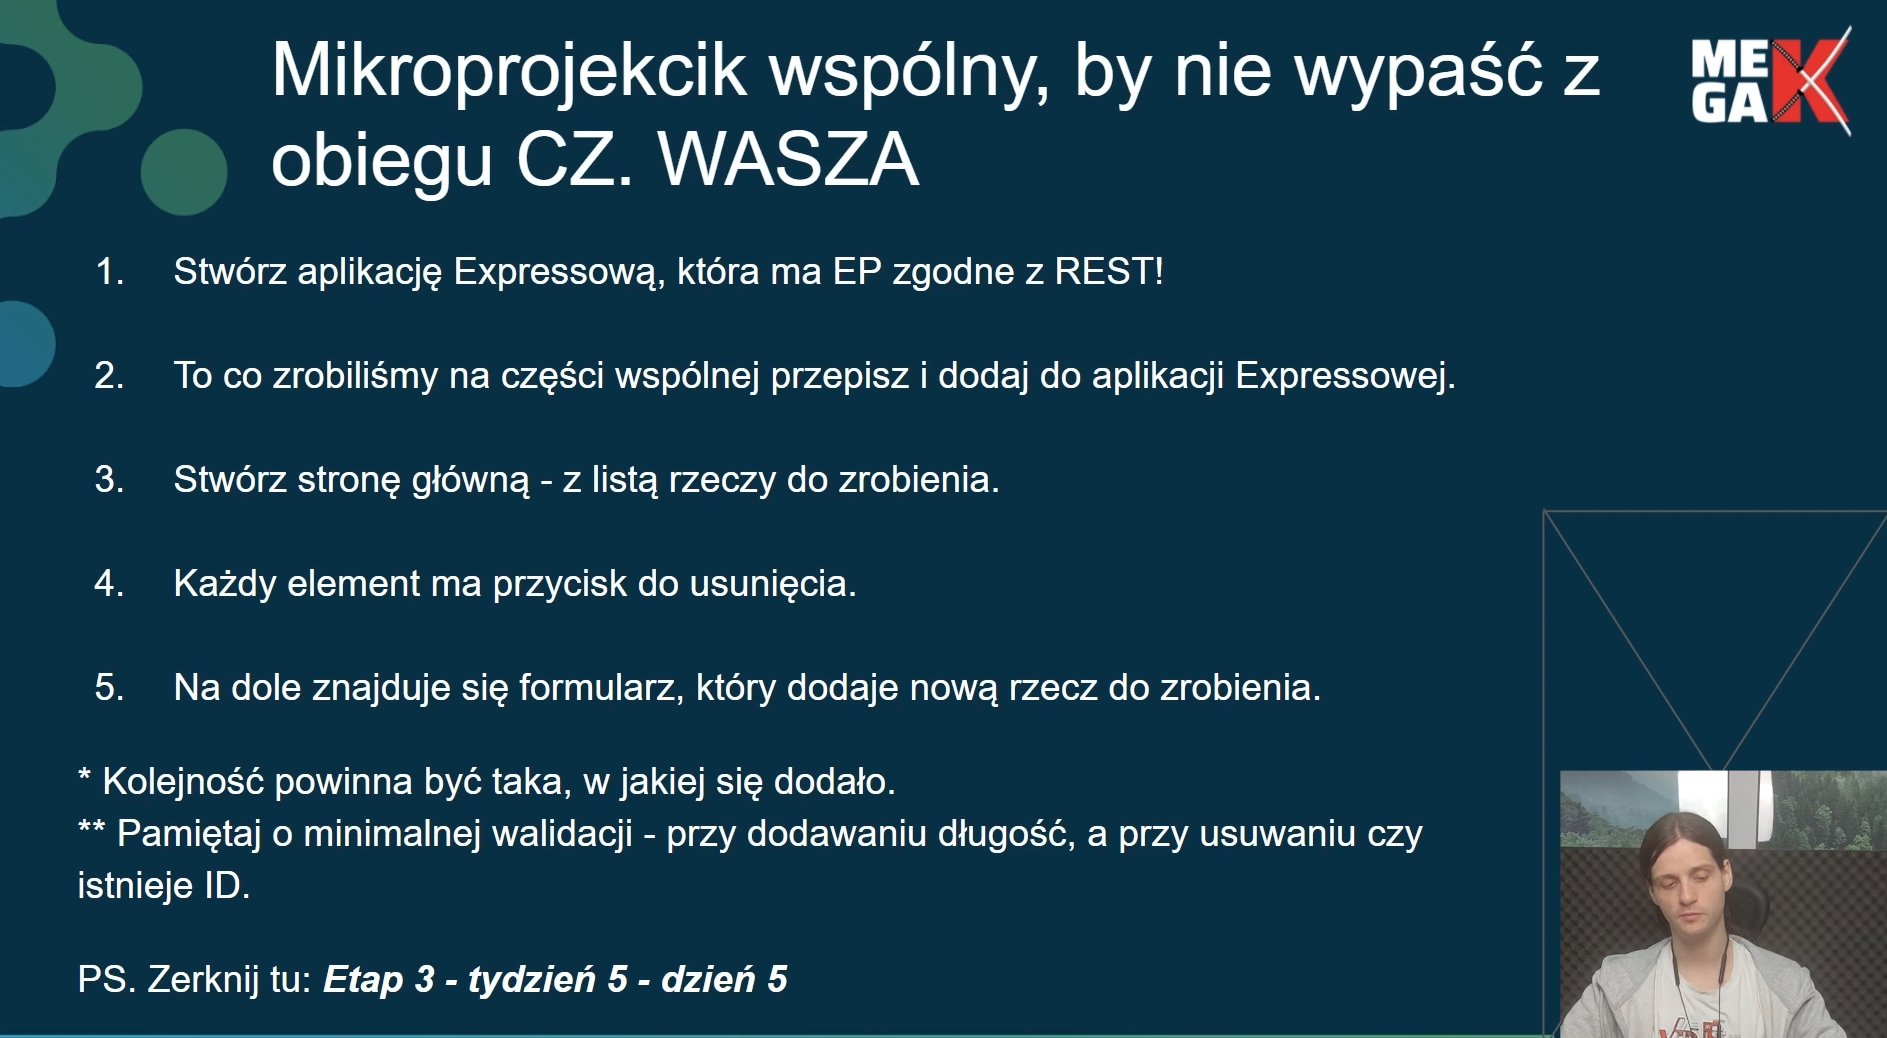 Mikroprojekcik wspólny, by nie wypaść z
obiegu CZ. WASZA
MEGAK
1. Stwórz aplikację Expressową, która ma EP zgodne z REST!
2. To co zrobiliśmy na części wspólnej przepisz i dodaj do aplikacji Expressowej.
3. Stwórz stronę główną - z listą rzeczy do zrobienia.
4. Każdy element ma przycisk do usunięcia.
5. Na dole znajduje się formularz, który dodaje nową rzecz do zrobienia.
* Kolejność powinna być taka, w jakiej się dodało.
** Pamiętaj o minimalnej walidacji - przy dodawaniu długość, a przy usuwaniu czy
istnieje ID.
PS. Zerknij tu: Etap 3 - tydzień 5 - dzień 5